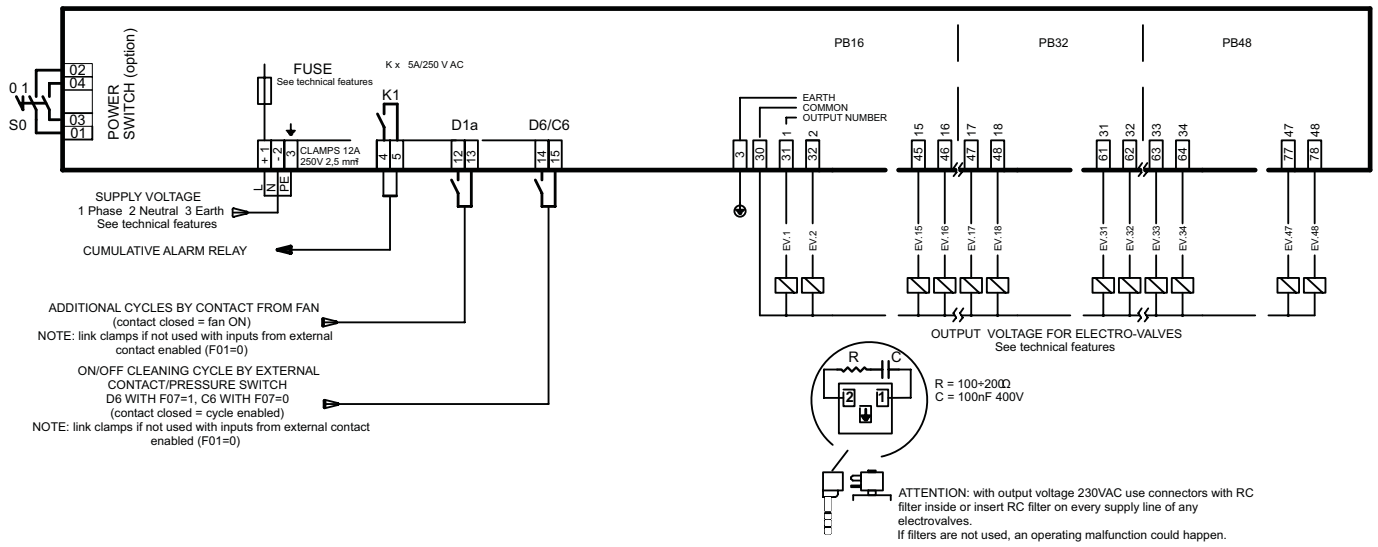 PB16 PB32 PB48
02
04
03
01
0 1
S0
POWER
SWITCH (option)
FUSE
See technical features
K x 5A/250 V AC
K1
D1a
D6/C6
+ 1
- 2
3
CLAMPS 12A
250V 2,5 mm²
4 5
12 13
14 15
L N PE
EARTH
COMMON
OUTPUT NUMBER
1 2 15 16 17 18 31 32 33 34 47 48
3 30 31 32 45 46 47 48 61 62 63 64 77 78
SUPPLY VOLTAGE
1 Phase 2 Neutral 3 Earth
See technical features
CUMULATIVE ALARM RELAY
EV.1 EV.2 EV.15 EV.16 EV.17 EV.18 EV.31 EV.32 EV.33 EV.34 EV.47 EV.48
ADDITIONAL CYCLES BY CONTACT FROM FAN
(contact closed = fan ON)
NOTE: link clamps if not used with inputs from external
contact enabled (F01=0)
ON/OFF CLEANING CYCLE BY EXTERNAL
CONTACT/PRESSURE SWITCH
D6 WITH F07=1, C6 WITH F07=0
(contact closed = cycle enabled)
NOTE: link clamps if not used with inputs from external contact
enabled (F01=0)
OUTPUT VOLTAGE FOR ELECTRO-VALVES
See technical features
R C
2 1
R = 100÷200Ω
C = 100nF 400V
ATTENTION: with output voltage 230VAC use connectors with RC
filter inside or insert RC filter on every supply line of any
electrovalves.
If filters are not used, an operating malfunction could happen.